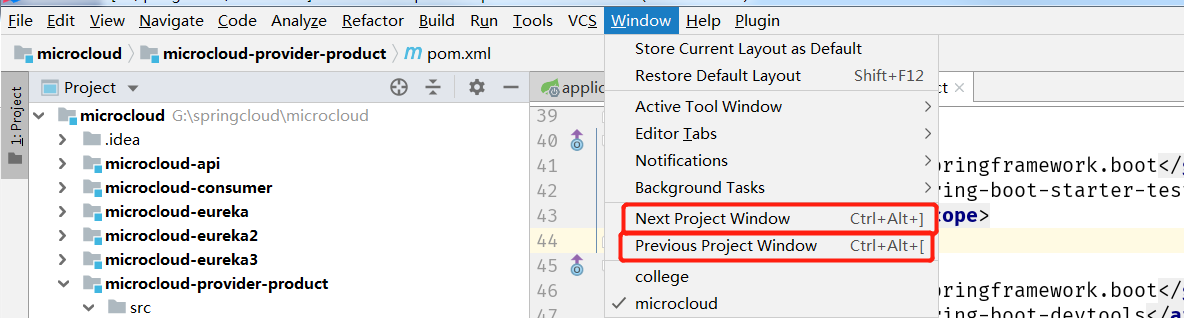 File Edit View Navigate Code Analyze Refactor Build Run Tools VCS Window Help Plugin
microcloud microcloud-provider-product m pom.xml
1: Project
Project
microcloud G:\springcloud\microcloud
.idea
microcloud-api
microcloud-consumer
microcloud-eureka
microcloud-eureka2
microcloud-eureka3
microcloud-provider-product
src
applic
39
40
41
42
43
44
45
46
47
Store Current Layout as Default
Restore Default Layout Shift+F12
Active Tool Window
Editor Tabs
Notifications
Background Tasks
Next Project Window Ctrl+Alt+]
Previous Project Window Ctrl+Alt+[
college
microcloud
ct
ringframework.boot</g
ring-boot-starter-tes
cope>
ringframework.boot</g
ring-boot-devtools</a